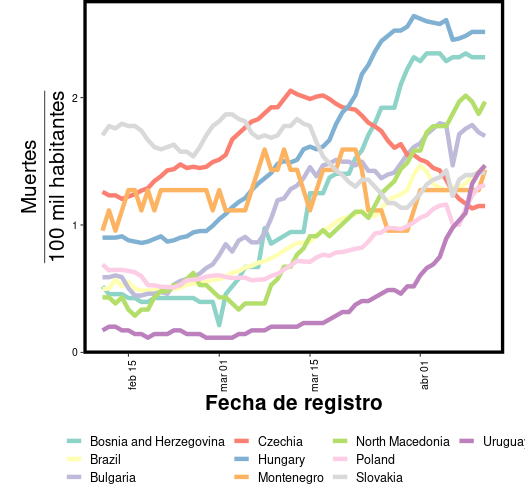 Muertes
100 mil habitantes
2
1
0
feb 15
mar 01
mar 15
abr 01
Fecha de registro
Bosnia and Herzegovina Czechia North Macedonia Uruguay
Brazil Hungary Poland
Bulgaria Montenegro Slovakia